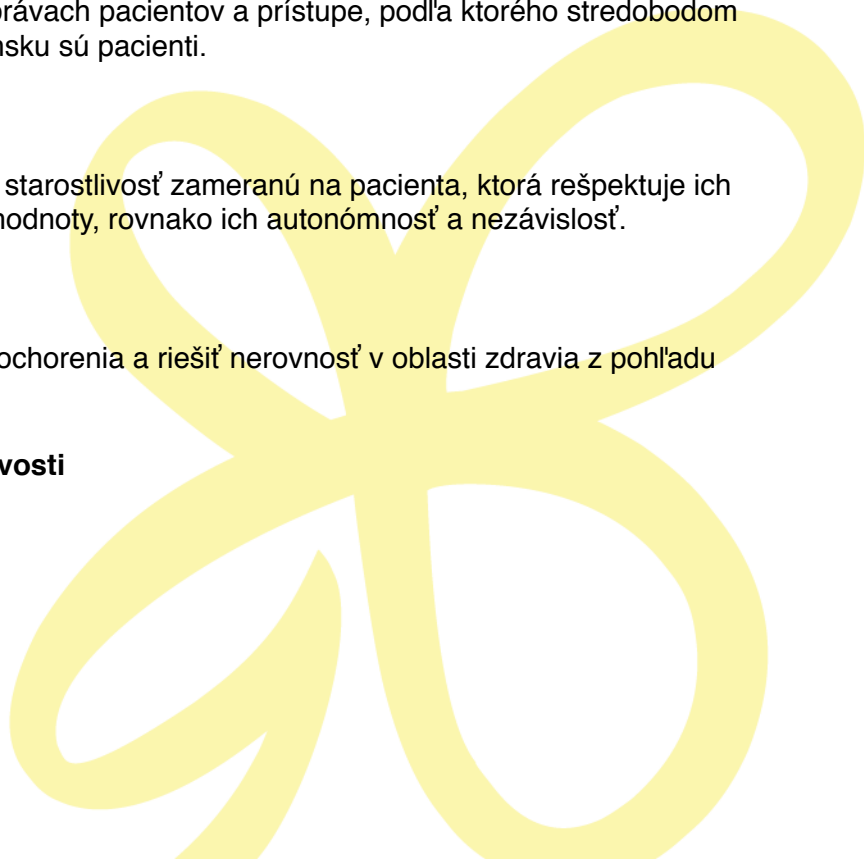 právach pacientov a prístupe, podľa ktorého stredobodom
nsku sú pacienti.
starostlivosť zameranú na pacienta, ktorá rešpektuje ich
hodnoty, rovnako ich autonómnosť a nezávislosť.
ochorenia a riešiť nerovnosť v oblasti zdravia z pohľadu
vosti